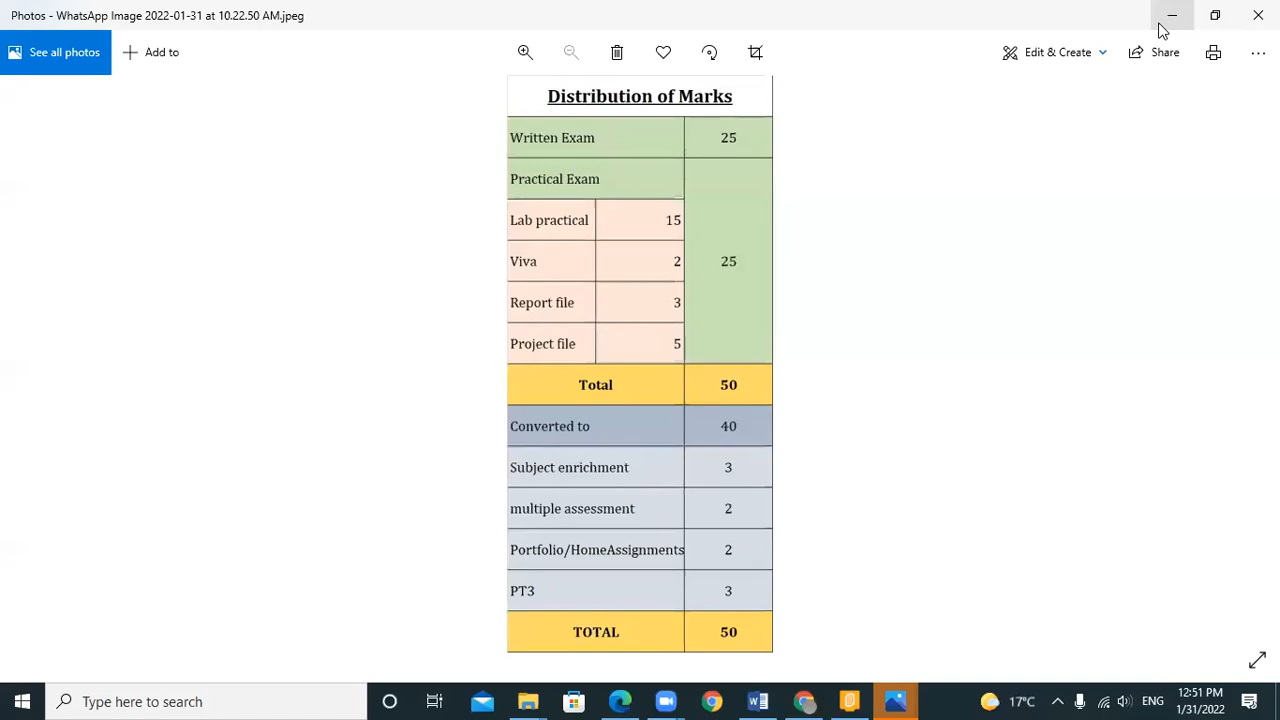 Photos - WhatsApp Image 2022-01-31 at 10.22.50 AM.jpeg
See all photos
Add to
Edit & Create
Share
Distribution of Marks
Written Exam 25
Practical Exam
Lab practical 15
Viva 2 25
Report file 3
Project file 5
Total 50
Converted to 40
Subject enrichment 3
multiple assessment 2
Portfolio/HomeAssignments 2
PT3 3
TOTAL 50
Type here to search
17°C
ENG
12:51 PM
1/31/2022